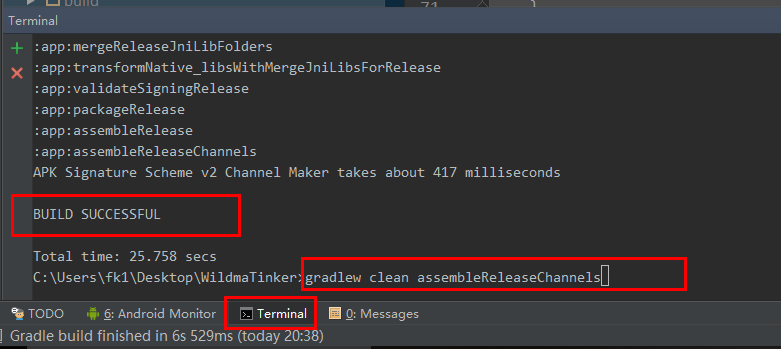 build
71
}
Terminal
:app:mergeReleaseJniLibFolders
:app:transformNative_libsWithMergeJniLibsForRelease
:app:validateSigningRelease
:app:packageRelease
:app:assembleRelease
:app:assembleReleaseChannels
APK Signature Scheme v2 Channel Maker takes about 417 milliseconds
BUILD SUCCESSFUL
Total time: 25.758 secs
C:\Users\fk1\Desktop\WildmaTinker>gradlew clean assembleReleaseChannels
TODO 6: Android Monitor Terminal 0: Messages
Gradle build finished in 6s 529ms (today 20:38)